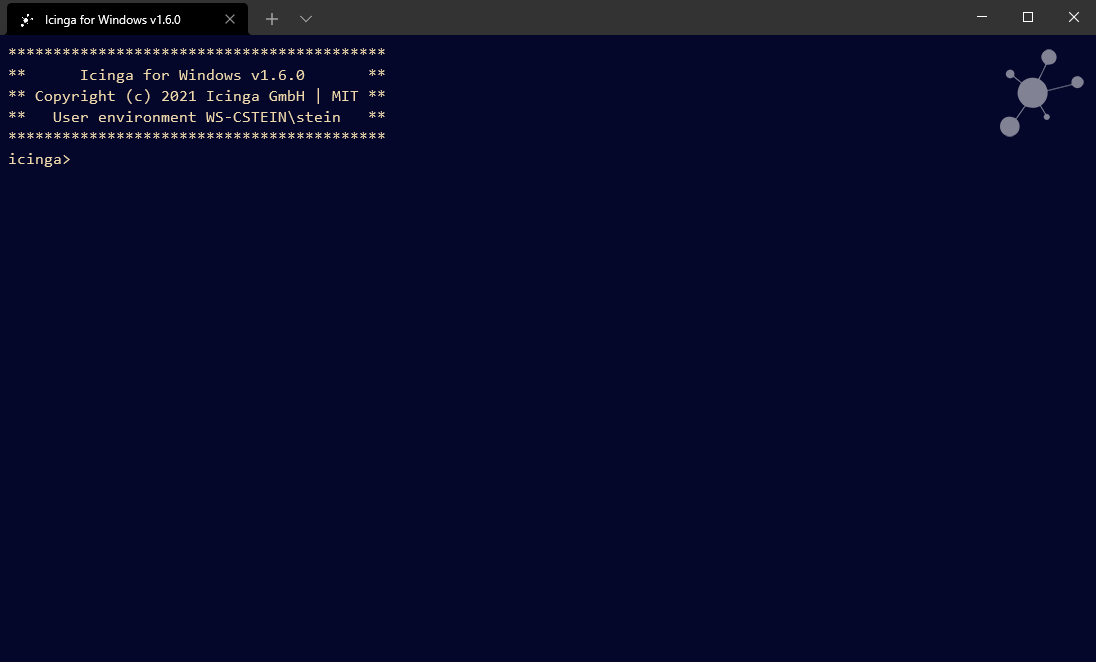 Icinga for Windows v1.6.0
******************************************
**      Icinga for Windows v1.6.0       **
** Copyright (c) 2021 Icinga GmbH | MIT **
**   User environment WS-CSTEIN\stein   **
******************************************
icinga>